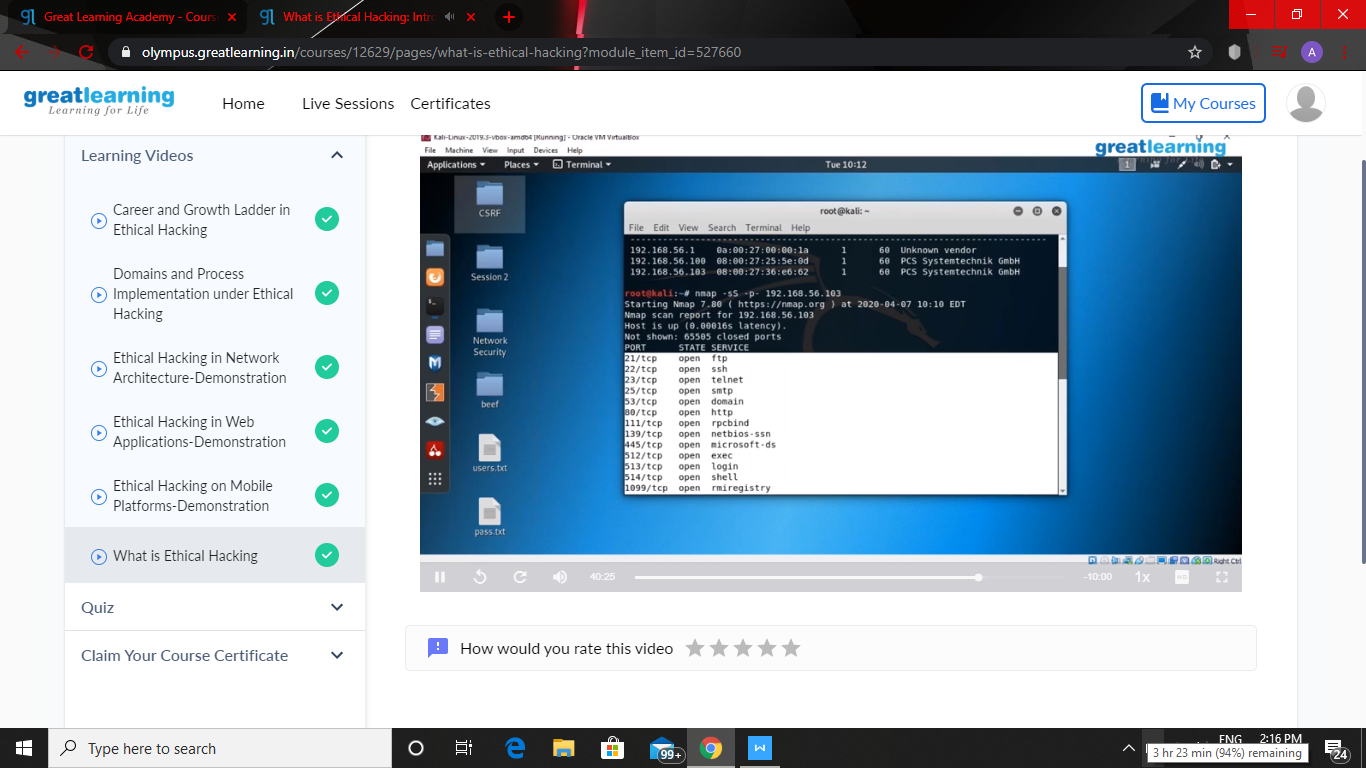 Great Learning Academy - Cours
What is Ethical Hacking: Intro
olympus.greatlearning.in/courses/12629/pages/what-is-ethical-hacking?module_item_id=527660
A
greatlearning
Learning for Life
Home
Live Sessions
Certificates
My Courses
Learning Videos
Career and Growth Ladder in
Ethical Hacking
Domains and Process
Implementation under Ethical
Hacking
Ethical Hacking in Network
Architecture-Demonstration
Ethical Hacking in Web
Applications-Demonstration
Ethical Hacking on Mobile
Platforms-Demonstration
What is Ethical Hacking
Quiz
Claim Your Course Certificate
Kali-Linux-2019.3-vbox-amd64 [Running] - Oracle VM VirtualBox
File Machine View Input Devices Help
greatlearning
Applications Places Terminal Tue 10:12 1
CSRF
Session 2
Network
Security
beef
users.txt
pass.txt
root@kali: ~
File Edit View Search Terminal Help
192.168.56.1 0a:00:27:00:00:1a 1 60 Unknown vendor
192.168.56.100 08:00:27:25:5e:0d 1 60 PCS Systemtechnik GmbH
192.168.56.103 08:00:27:36:e6:62 1 60 PCS Systemtechnik GmbH
root@kali:~# nmap -sS -p- 192.168.56.103
Starting Nmap 7.80 ( https://nmap.org ) at 2020-04-07 10:10 EDT
Nmap scan report for 192.168.56.103
Host is up (0.00016s latency).
Not shown: 65505 closed ports
PORT STATE SERVICE
21/tcp open ftp
22/tcp open ssh
23/tcp open telnet
25/tcp open smtp
53/tcp open domain
80/tcp open http
111/tcp open rpcbind
139/tcp open netbios-ssn
445/tcp open microsoft-ds
512/tcp open exec
513/tcp open login
514/tcp open shell
1099/tcp open rmiregistry
Right Ctrl
40:25
-10:00
1x
How would you rate this video
Type here to search
99+
W
ENG
2:16 PM
3 hr 23 min (94%) remaining
24